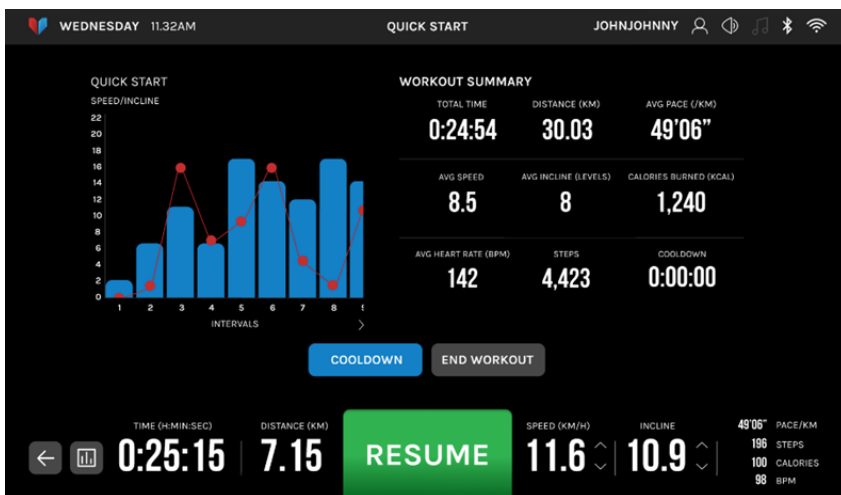 WEDNESDAY 11.32AM QUICK START JOHNJOHNNY
QUICK START
SPEED/INCLINE
22
20
18
16
14
12
10
8
6
4
2
0
1 2 3 4 5 6 7 8 9
INTERVALS
WORKOUT SUMMARY
TOTAL TIME DISTANCE (KM) AVG PACE (/KM)
0:24:54 30.03 49'06"
AVG SPEED AVG INCLINE (LEVELS) CALORIES BURNED (KCAL)
8.5 8 1,240
AVG HEART RATE (BPM) STEPS COOLDOWN
142 4,423 0:00:00
COOLDOWN END WORKOUT
TIME (H:MIN:SEC) DISTANCE (KM) SPEED (KM/H) INCLINE
0:25:15 7.15 RESUME 11.6 10.9
49'06" PACE/KM
196 STEPS
100 CALORIES
98 BPM